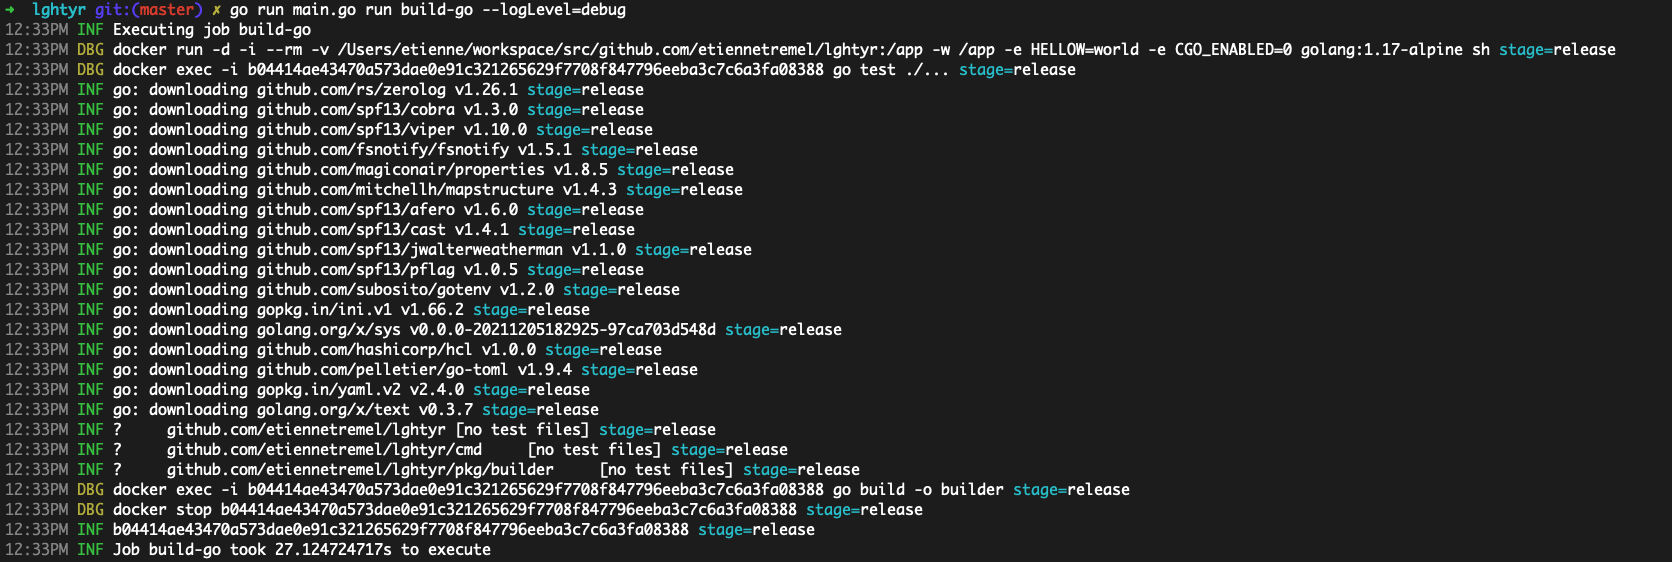 ➜  lghtyr git:(master) ✗ go run main.go run build-go --logLevel=debug
12:33PM INF Executing job build-go
12:33PM DBG docker run -d -i --rm -v /Users/etienne/workspace/src/github.com/etiennetremel/lghtyr:/app -w /app -e HELLOW=world -e CGO_ENABLED=0 golang:1.17-alpine sh stage=release
12:33PM DBG docker exec -i b04414ae43470a573dae0e91c321265629f7708f847796eeba3c7c6a3fa08388 go test ./... stage=release
12:33PM INF go: downloading github.com/rs/zerolog v1.26.1 stage=release
12:33PM INF go: downloading github.com/spf13/cobra v1.3.0 stage=release
12:33PM INF go: downloading github.com/spf13/viper v1.10.0 stage=release
12:33PM INF go: downloading github.com/fsnotify/fsnotify v1.5.1 stage=release
12:33PM INF go: downloading github.com/magiconair/properties v1.8.5 stage=release
12:33PM INF go: downloading github.com/mitchellh/mapstructure v1.4.3 stage=release
12:33PM INF go: downloading github.com/spf13/afero v1.6.0 stage=release
12:33PM INF go: downloading github.com/spf13/cast v1.4.1 stage=release
12:33PM INF go: downloading github.com/spf13/jwalterweatherman v1.1.0 stage=release
12:33PM INF go: downloading github.com/spf13/pflag v1.0.5 stage=release
12:33PM INF go: downloading github.com/subosito/gotenv v1.2.0 stage=release
12:33PM INF go: downloading gopkg.in/ini.v1 v1.66.2 stage=release
12:33PM INF go: downloading golang.org/x/sys v0.0.0-20211205182925-97ca703d548d stage=release
12:33PM INF go: downloading github.com/hashicorp/hcl v1.0.0 stage=release
12:33PM INF go: downloading github.com/pelletier/go-toml v1.9.4 stage=release
12:33PM INF go: downloading gopkg.in/yaml.v2 v2.4.0 stage=release
12:33PM INF go: downloading golang.org/x/text v0.3.7 stage=release
12:33PM INF ?     github.com/etiennetremel/lghtyr [no test files] stage=release
12:33PM INF ?     github.com/etiennetremel/lghtyr/cmd     [no test files] stage=release
12:33PM INF ?     github.com/etiennetremel/lghtyr/pkg/builder     [no test files] stage=release
12:33PM DBG docker exec -i b04414ae43470a573dae0e91c321265629f7708f847796eeba3c7c6a3fa08388 go build -o builder stage=release
12:33PM DBG docker stop b04414ae43470a573dae0e91c321265629f7708f847796eeba3c7c6a3fa08388 stage=release
12:33PM INF b04414ae43470a573dae0e91c321265629f7708f847796eeba3c7c6a3fa08388 stage=release
12:33PM INF Job build-go took 27.124724717s to execute